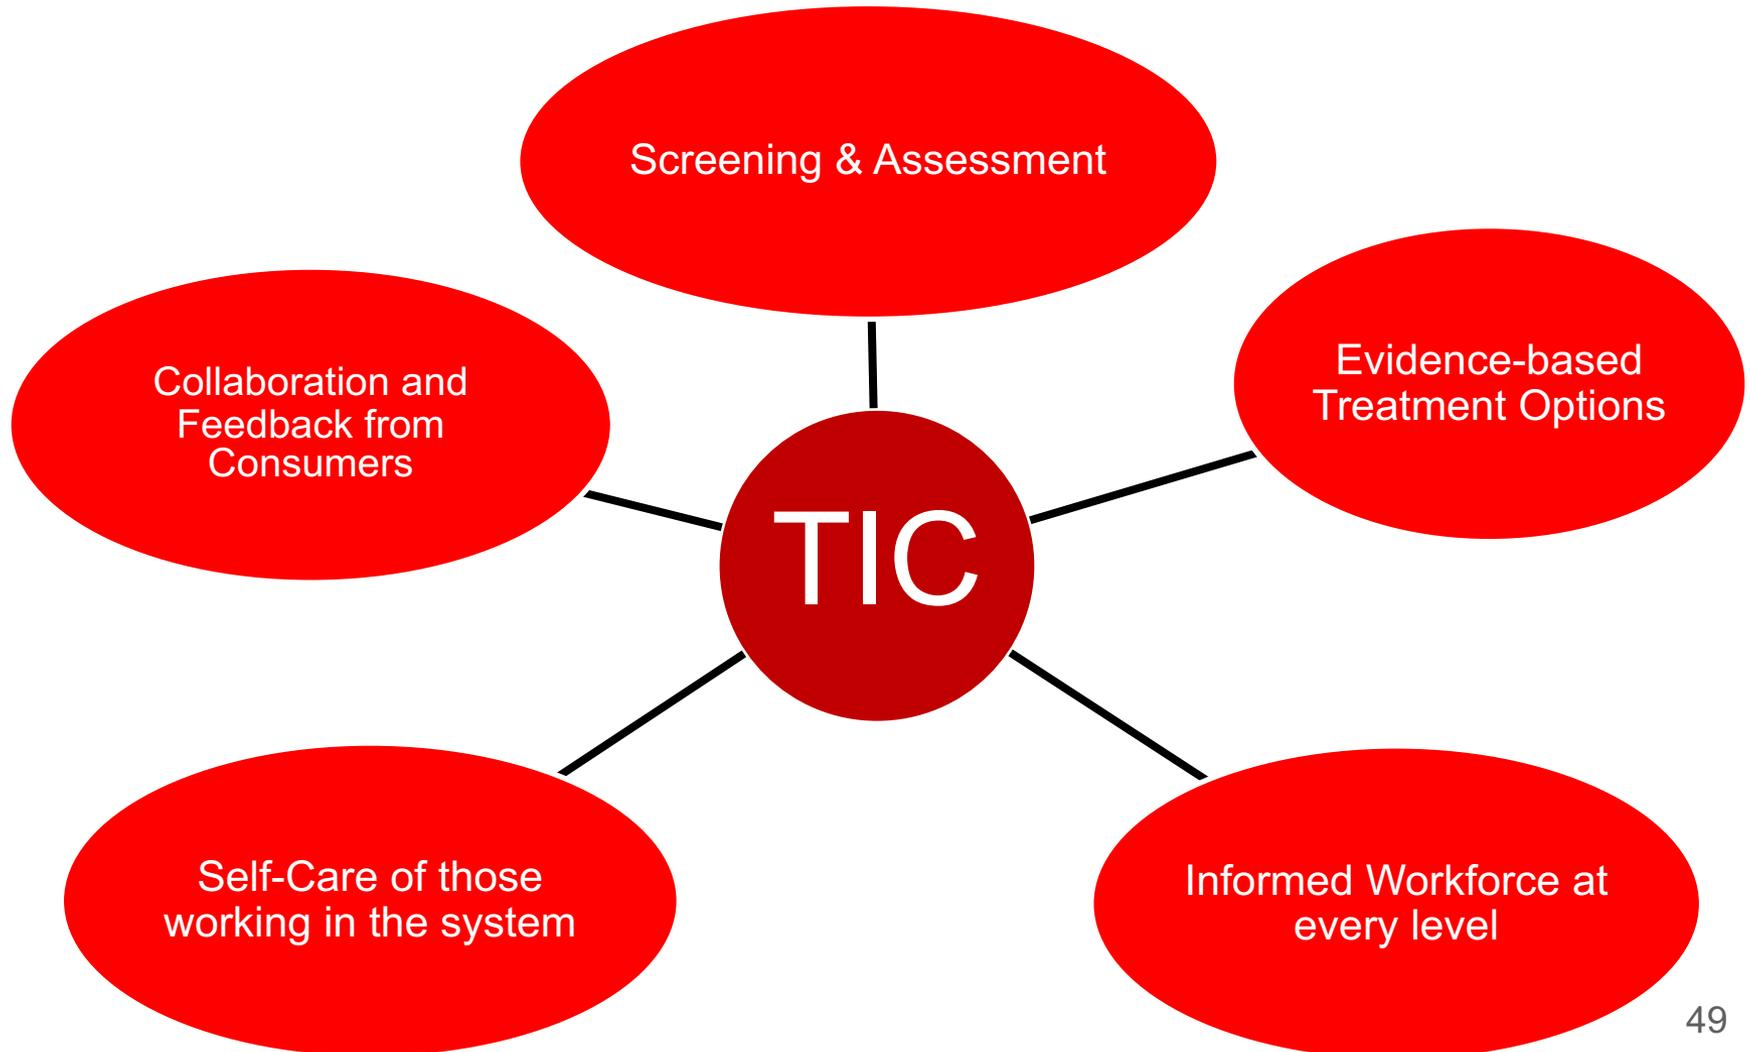 Screening & Assessment
Evidence-based
Treatment Options
Collaboration and
Feedback from
Consumers
TIC
Self-Care of those
working in the system
Informed Workforce at
every level
49